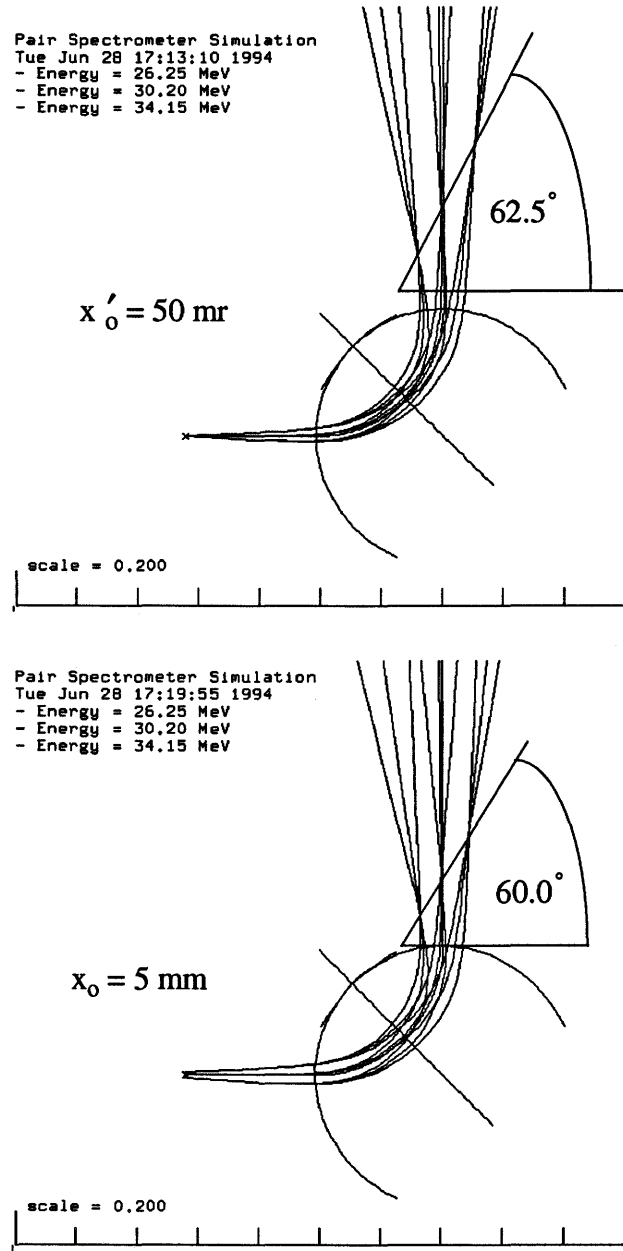 Pair Spectrometer Simulation
Tue Jun 28 17:13:10 1994
- Energy = 26.25 MeV
- Energy = 30.20 MeV
- Energy = 34.15 MeV
62.5°
x′ₒ = 50 mr
scale = 0.200
Pair Spectrometer Simulation
Tue Jun 28 17:19:55 1994
- Energy = 26.25 MeV
- Energy = 30.20 MeV
- Energy = 34.15 MeV
60.0°
xₒ = 5 mm
scale = 0.200